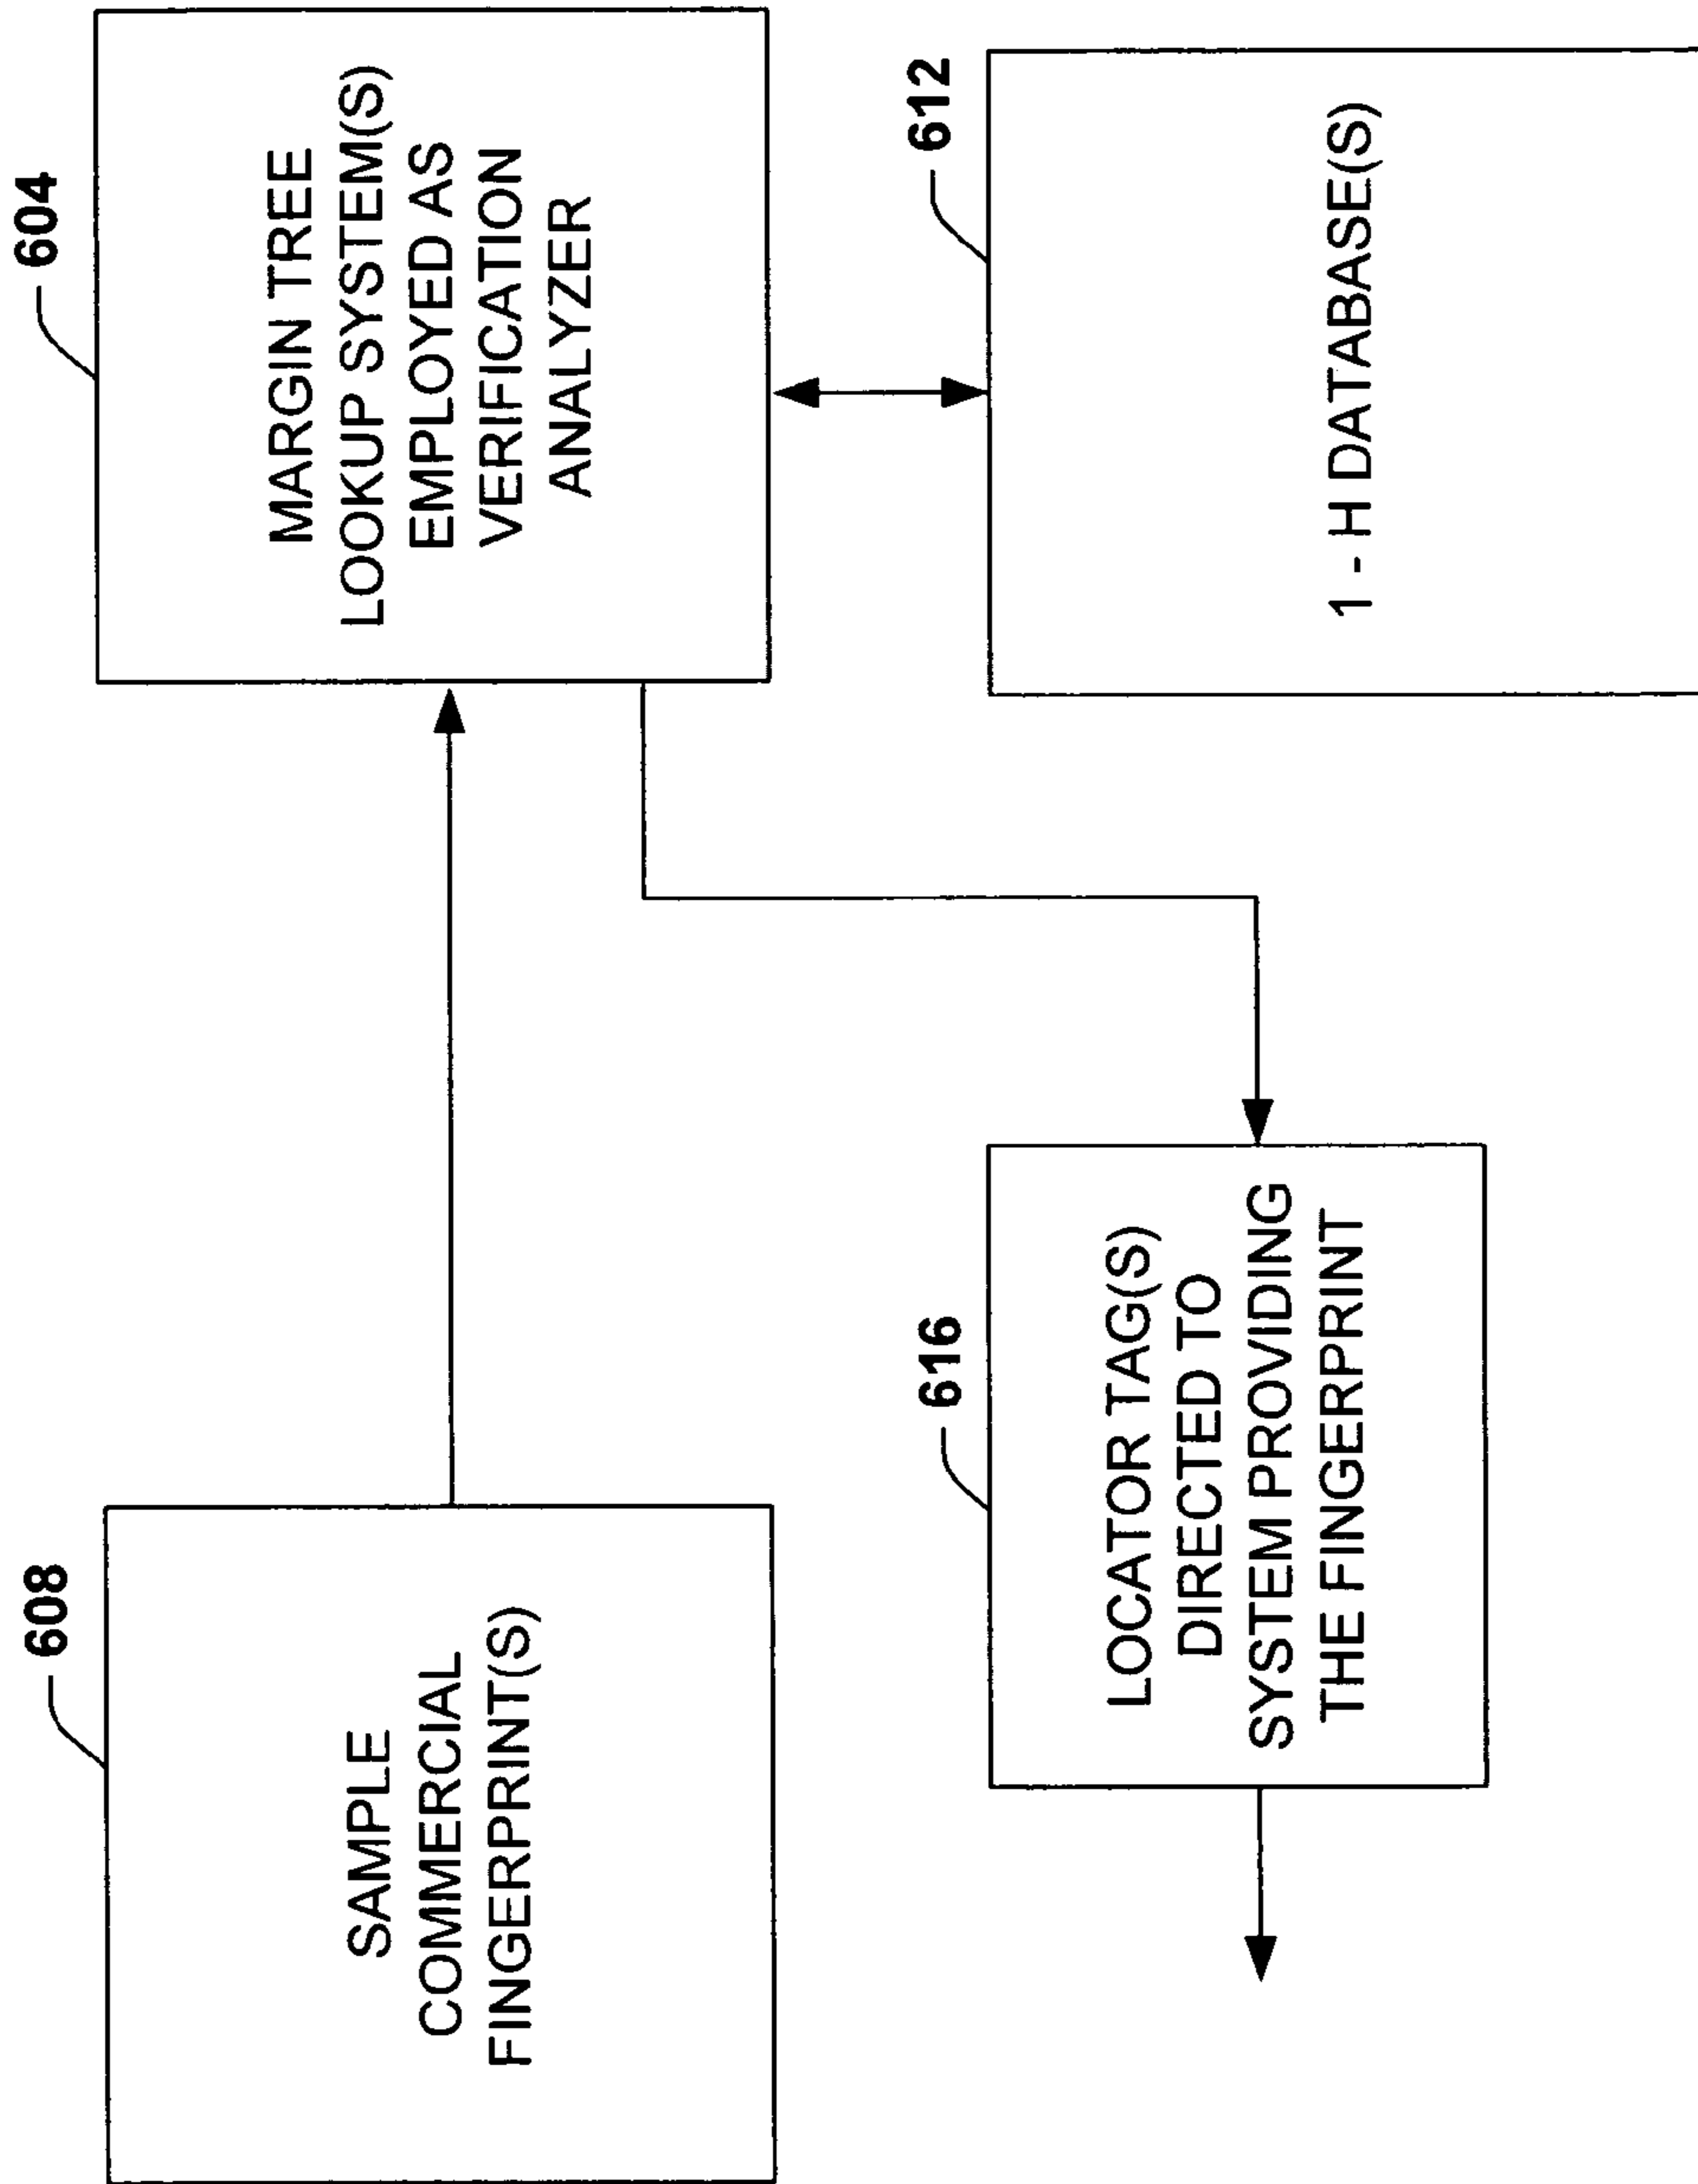 608
SAMPLE
COMMERCIAL
FINGERPRINT(S)
604
MARGIN TREE
LOOKUP SYSTEM(S)
EMPLOYED AS
VERIFICATION
ANALYZER
616
LOCATOR TAG(S)
DIRECTED TO
SYSTEM PROVIDING
THE FINGERPRINT
612
1 - H DATABASE(S)